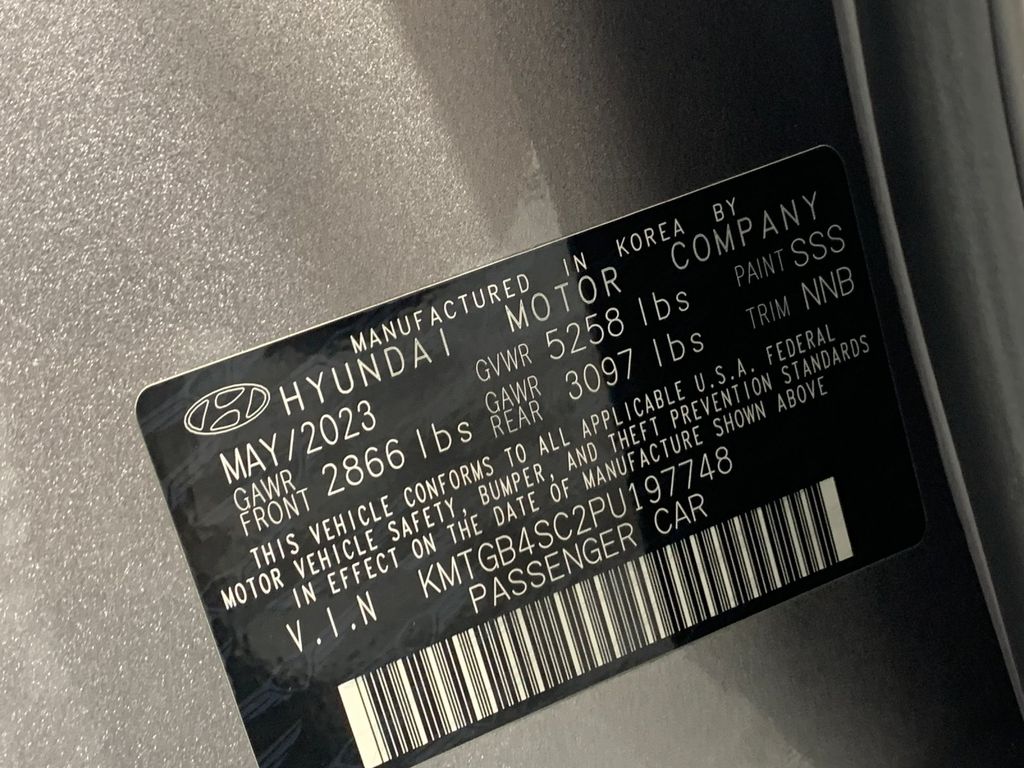 MANUFACTURED IN KOREA BY
HYUNDAI MOTOR COMPANY
MAY/2023 GVWR 5258 lbs PAINT SSS
GAWR FRONT 2866 lbs GAWR REAR 3097 lbs TRIM NNB
THIS VEHICLE CONFORMS TO ALL APPLICABLE U.S.A. FEDERAL
MOTOR VEHICLE SAFETY, BUMPER, AND THEFT PREVENTION STANDARDS
IN EFFECT ON THE DATE OF MANUFACTURE SHOWN ABOVE
V.I.N KMTGB4SC2PU197748
PASSENGER CAR